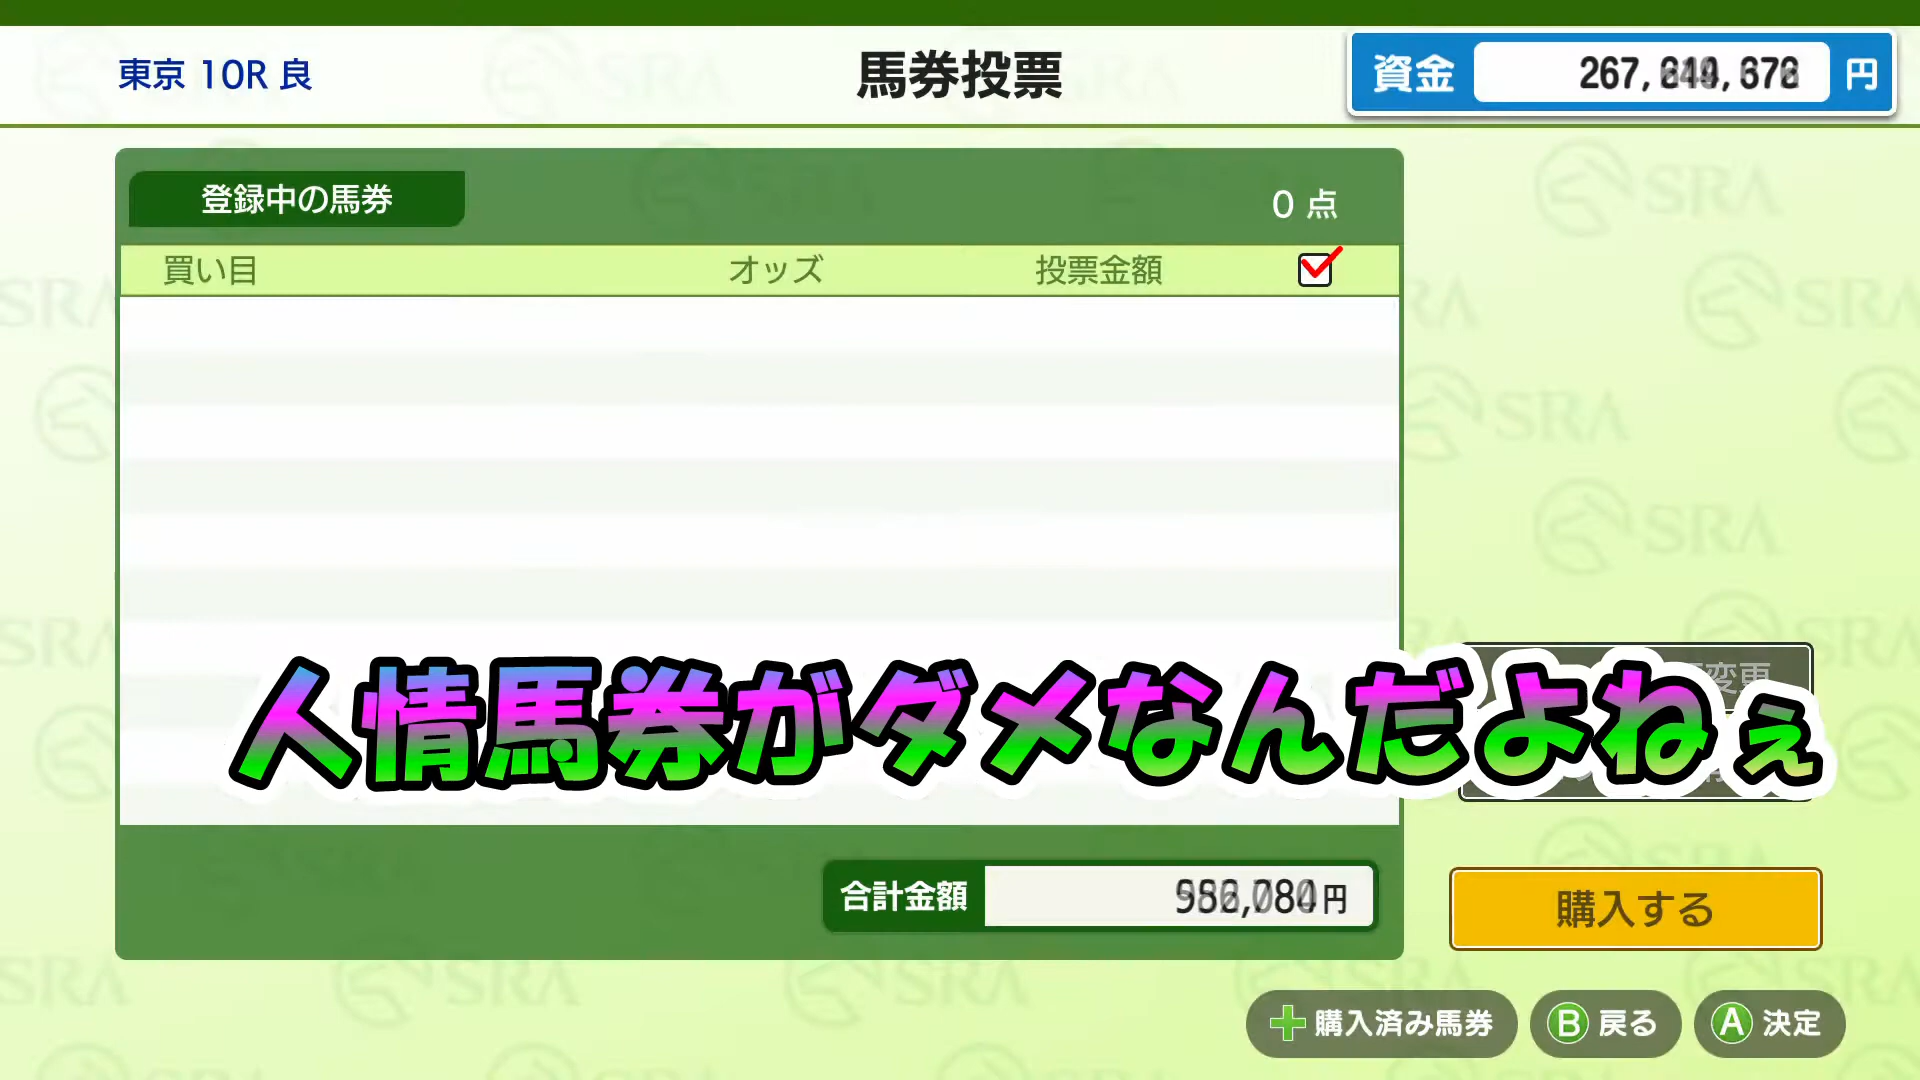 東京 10R 良
馬券投票
資金
円
登録中の馬券
0 点
買い目
オッズ
投票金額
変更
人情馬券がダメなんだよねぇ
合計金額
円
購入する
購入済み馬券
B 戻る
A 決定
SRA